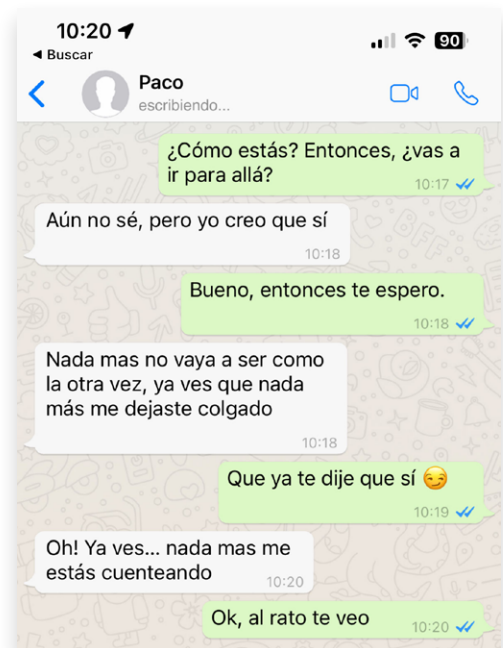 10:20
90
Buscar
Paco
escribiendo...
¿Cómo estás? Entonces, ¿vas a
ir para allá?
10:17
Aún no sé, pero yo creo que sí
10:18
Bueno, entonces te espero.
10:18
Nada mas no vaya a ser como
la otra vez, ya ves que nada
más me dejaste colgado
10:18
Que ya te dije que sí 😏
10:19
Oh! Ya ves... nada mas me
estás cuenteando
10:20
Ok, al rato te veo
10:20